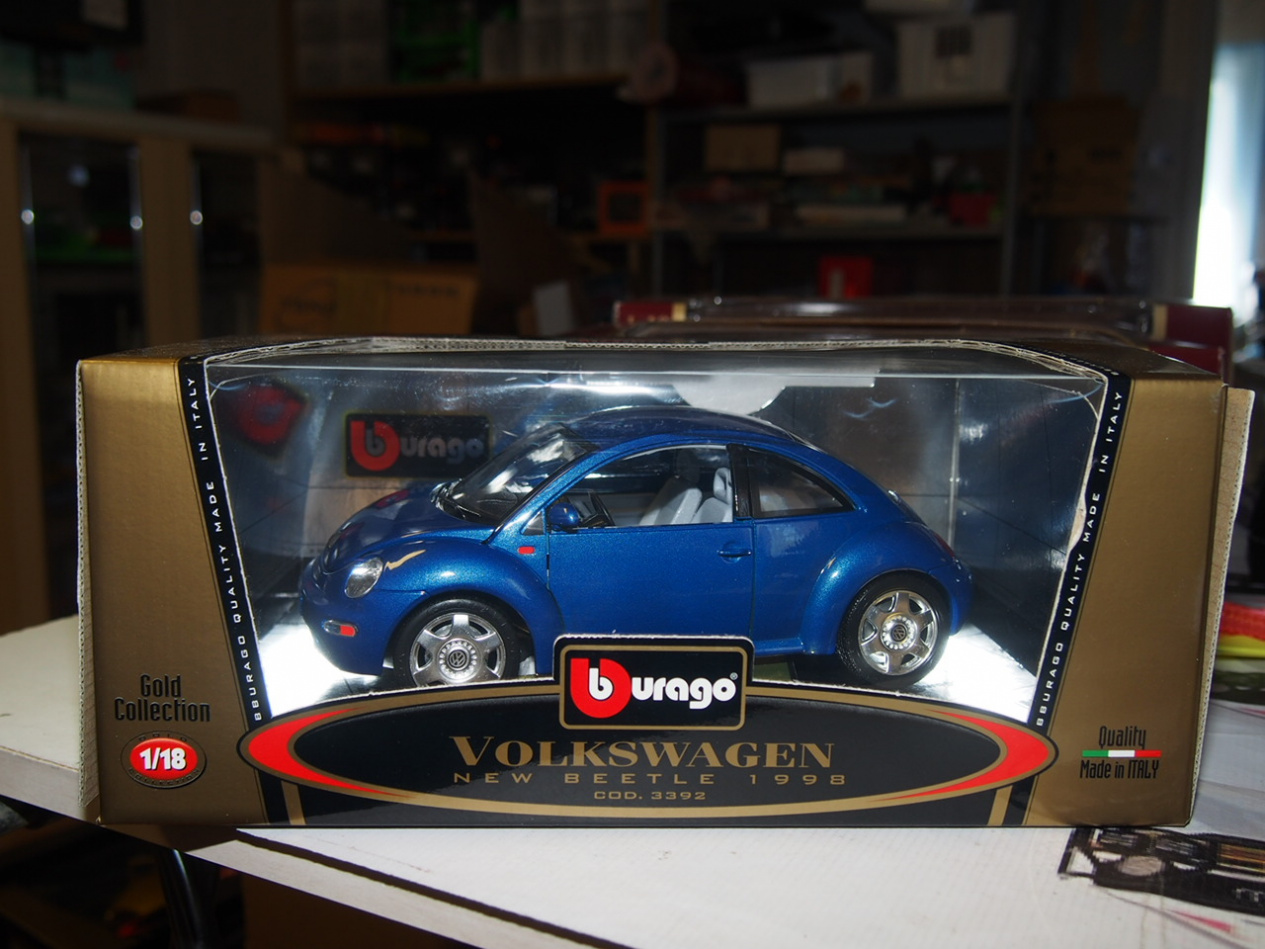 BBURAGO QUALITY MADE IN ITALY
BBURAGO QUALITY MADE IN ITALY
burago
Gold
Collection
1/18
burago®
VOLKSWAGEN
NEW BEETLE 1998
COD. 3392
Quality
Made in ITALY